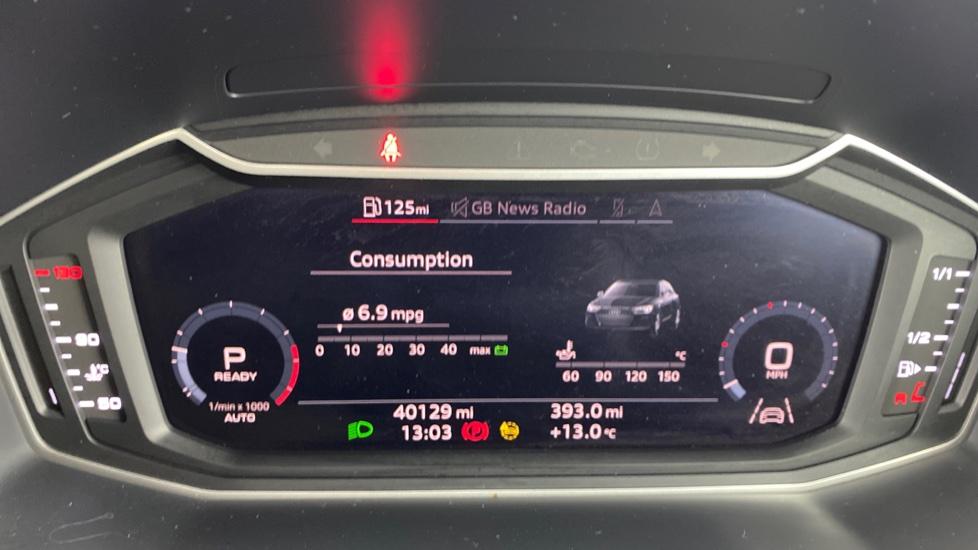 125mi GB News Radio
Consumption
ø 6.9 mpg
0 10 20 30 40 max
°C
60 90 120 150
130
90
°C
50
P
READY
1/min x 1000
AUTO
0
MPH
1/1
1/2
40129 mi 393.0 mi
13:03 (P) +13.0°C